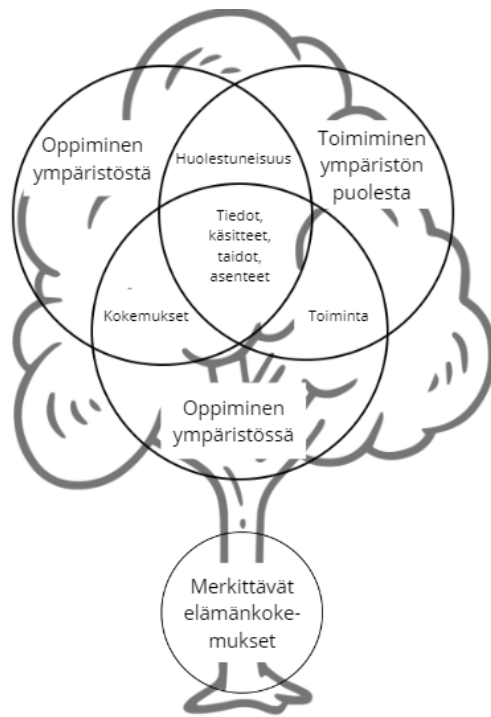 Oppiminen
ympäristöstä
Toimiminen
ympäristön
puolesta
Huolestuneisuus
Tiedot,
käsitteet,
taidot,
asenteet
Kokemukset
Toiminta
Oppiminen
ympäristössä
Merkittävät
elämänkoke-
mukset